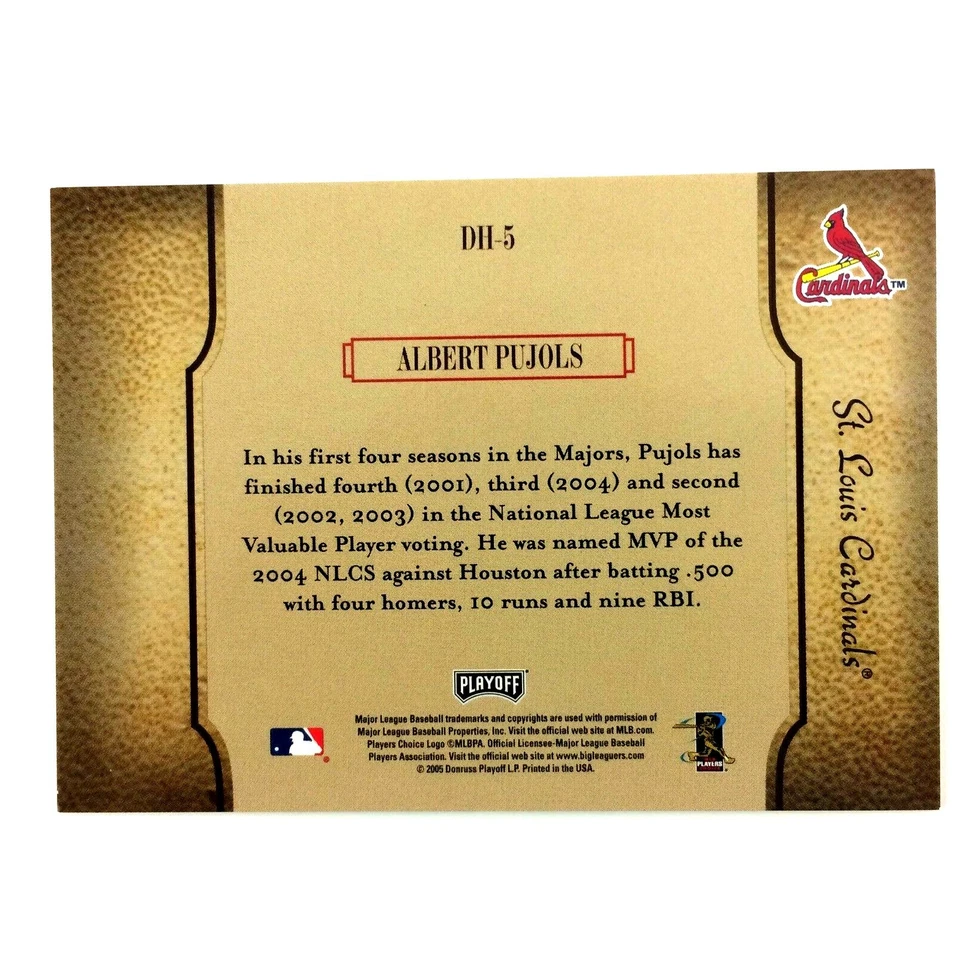 DH-5
Cardinals™
ALBERT PUJOLS
St. Louis Cardinals®
In his first four seasons in the Majors, Pujols has
finished fourth (2001), third (2004) and second
(2002, 2003) in the National League Most
Valuable Player voting. He was named MVP of the
2004 NLCS against Houston after batting .500
with four homers, 10 runs and nine RBI.
PLAYOFF
Major League Baseball trademarks and copyrights are used with permission of
Major League Baseball Properties, Inc. Visit the official web site at MLB.com.
Players Choice Logo ©MLBPA. Official Licensee-Major League Baseball
Players Association. Visit the official web site at www.bigleaguers.com
© 2005 Donruss Playoff L.P. Printed in the USA.
PLAYERS